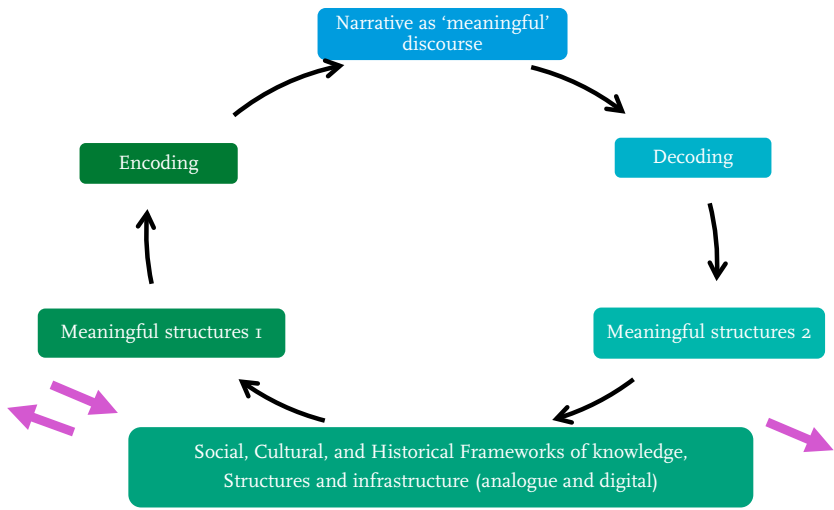 Narrative as ‘meaningful’
discourse
Encoding
Decoding
Meaningful structures 1
Meaningful structures 2
Social, Cultural, and Historical Frameworks of knowledge,
Structures and infrastructure (analogue and digital)